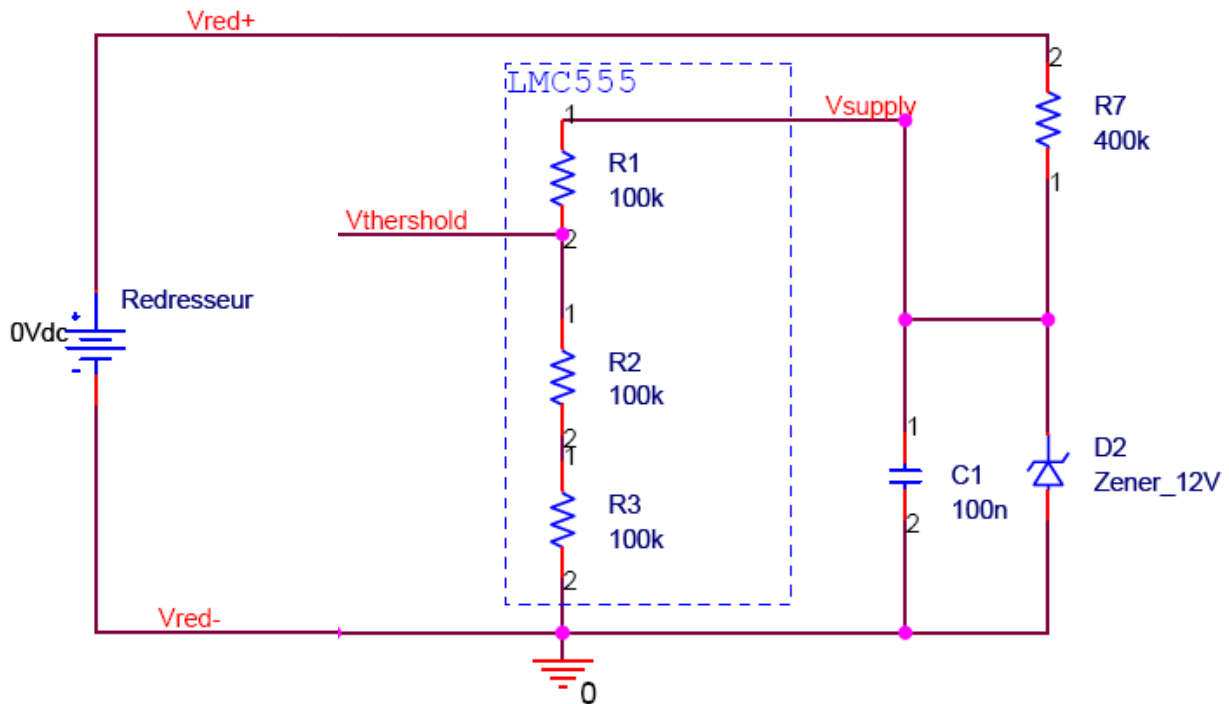 Vred+
2
LMC555
1
Vsupply
R7
400k
R1
100k
1
Vthershold
2
Redresseur
1
0Vdc
+
-
R2
100k
2
1
1
D2
Zener_12V
C1
100n
R3
100k
2
2
Vred-
0